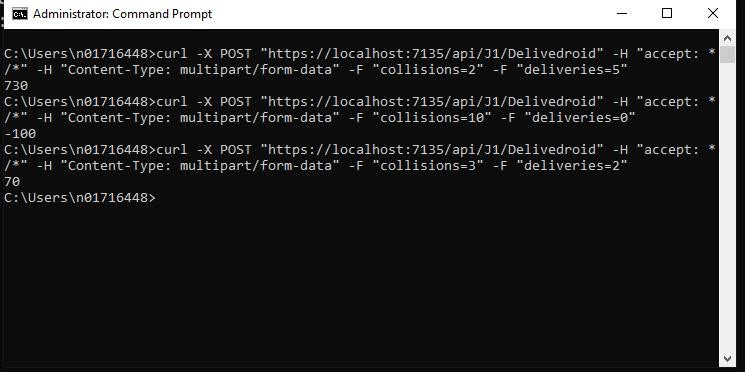 Administrator: Command Prompt
C:\Users\n01716448>curl -X POST "https://localhost:7135/api/J1/Delivedroid" -H "accept: *
/*" -H "Content-Type: multipart/form-data" -F "collisions=2" -F "deliveries=5"
730
C:\Users\n01716448>curl -X POST "https://localhost:7135/api/J1/Delivedroid" -H "accept: *
/*" -H "Content-Type: multipart/form-data" -F "collisions=10" -F "deliveries=0"
-100
C:\Users\n01716448>curl -X POST "https://localhost:7135/api/J1/Delivedroid" -H "accept: *
/*" -H "Content-Type: multipart/form-data" -F "collisions=3" -F "deliveries=2"
70
C:\Users\n01716448>